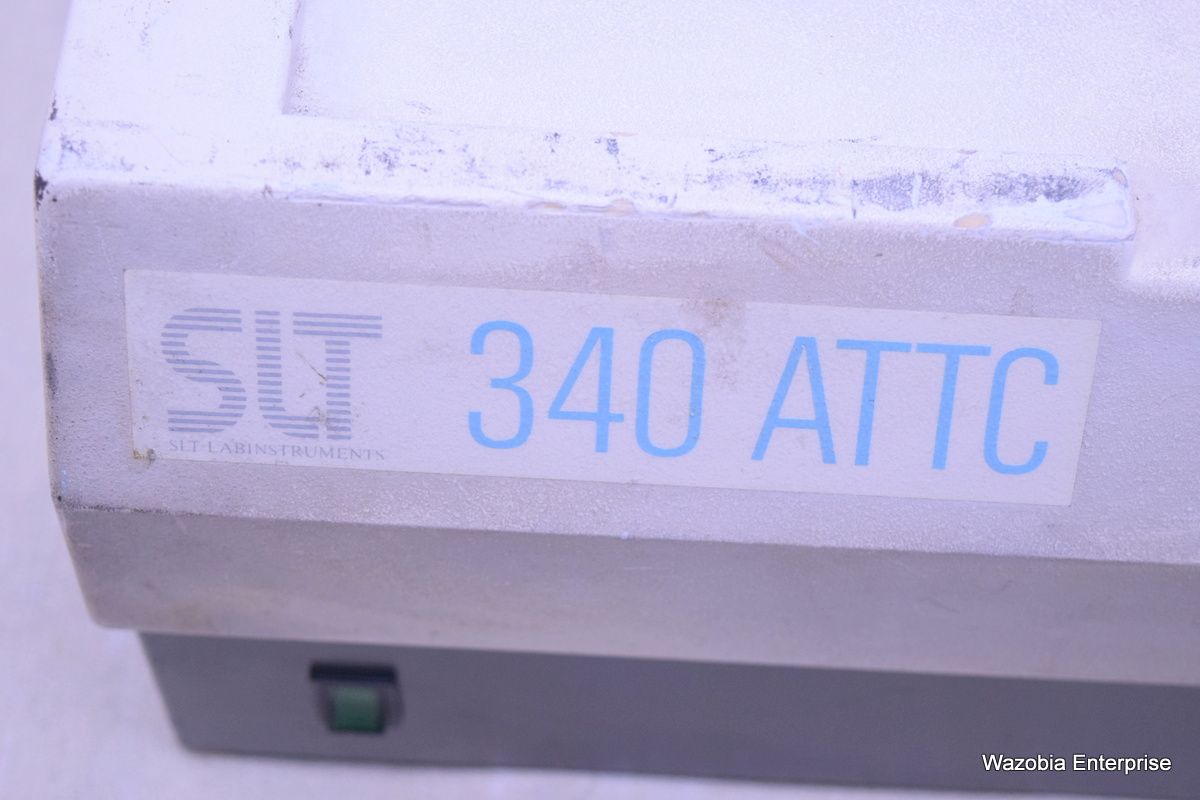 SLT
SLT-LABINSTRUMENTS
340 ATTC
Wazobia Enterprise